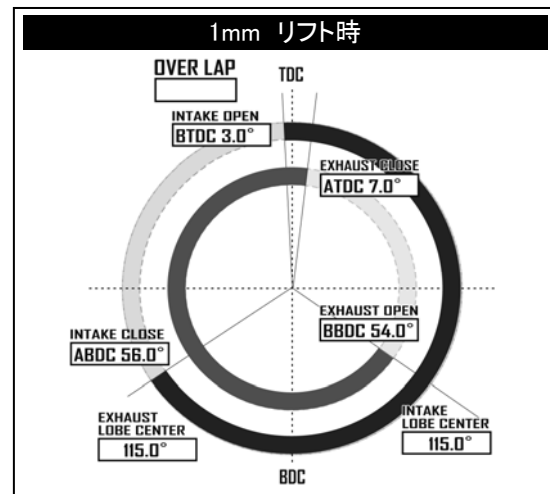 1mm リフト時
OVER LAP
TDC
INTAKE OPEN
BTDC 3.0°
EXHAUST CLOSE
ATDC 7.0°
EXHAUST OPEN
BBDC 54.0°
INTAKE CLOSE
ABDC 56.0°
EXHAUST
LOBE CENTER
115.0°
INTAKE
LOBE CENTER
115.0°
BDC